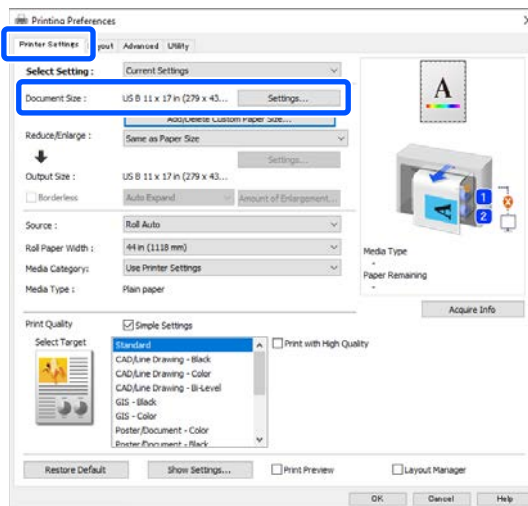 Printing Preferences
Printer Settings yout Advanced Utility
Select Setting : Current Settings
Document Size : US B 11 x 17 in (279 x 43... Settings...
Add/Delete Custom Paper Size...
Reduce/Enlarge : Same as Paper Size
Settings...
Output Size : US B 11 x 17 in (279 x 43...
Borderless Auto Expand Amount of Enlargement...
Source : Roll Auto
Roll Paper Width : 44 in (1118 mm)
Media Category: Use Printer Settings
Media Type : Plain paper
A
A
1
2
Media Type
-
Paper Remaining
-
Acquire Info
Print Quality Simple Settings
Select Target
Standard
CAD/Line Drawing - Black
CAD/Line Drawing - Color
CAD/Line Drawing - Bi-Level
GIS - Black
GIS - Color
Poster/Document - Color
Poster/Document - Black
Print with High Quality
Restore Default Show Settings... Print Preview Layout Manager
OK Cancel Help